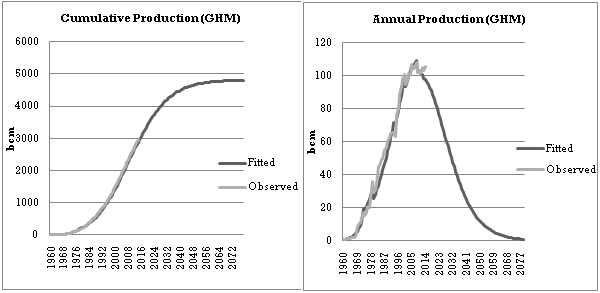 Cumulative Production (GHM)
6000
5000
4000
3000
2000
1000
0
bcm
1960 1968 1976 1984 1992 2000 2008 2016 2024 2032 2040 2048 2056 2064 2072
Fitted
Observed
Annual Production (GHM)
120
100
80
60
40
20
0
bcm
1960 1969 1978 1987 1996 2005 2014 2023 2032 2041 2050 2059 2068 2077
Fitted
Observed